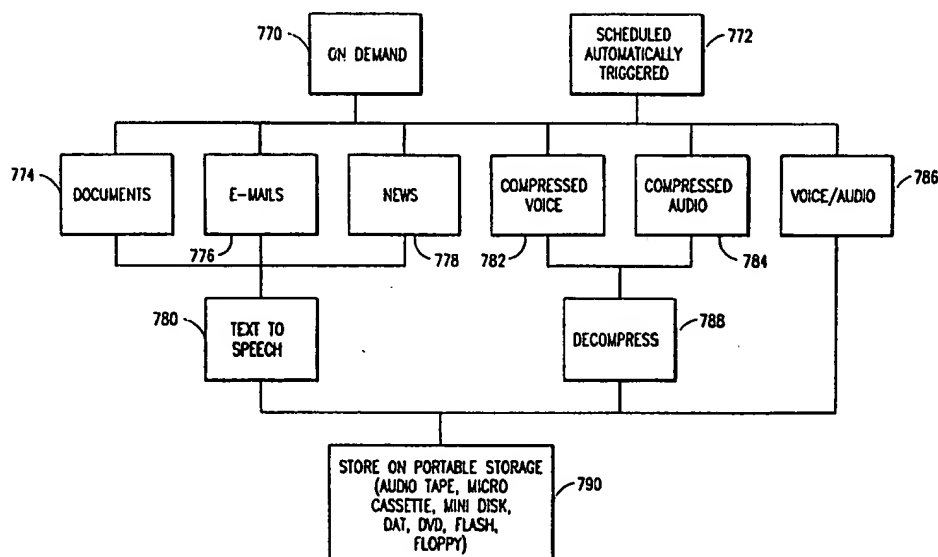 770
ON DEMAND
SCHEDULED
AUTOMATICALLY
TRIGGERED
772
774
DOCUMENTS
E-MAILS
776
NEWS
778
COMPRESSED
VOICE
782
COMPRESSED
AUDIO
784
VOICE/AUDIO
786
780
TEXT TO
SPEECH
DECOMPRESS
788
STORE ON PORTABLE STORAGE
(AUDIO TAPE, MICRO
CASSETTE, MINI DISK,
DAT, DVD, FLASH,
FLOPPY)
790